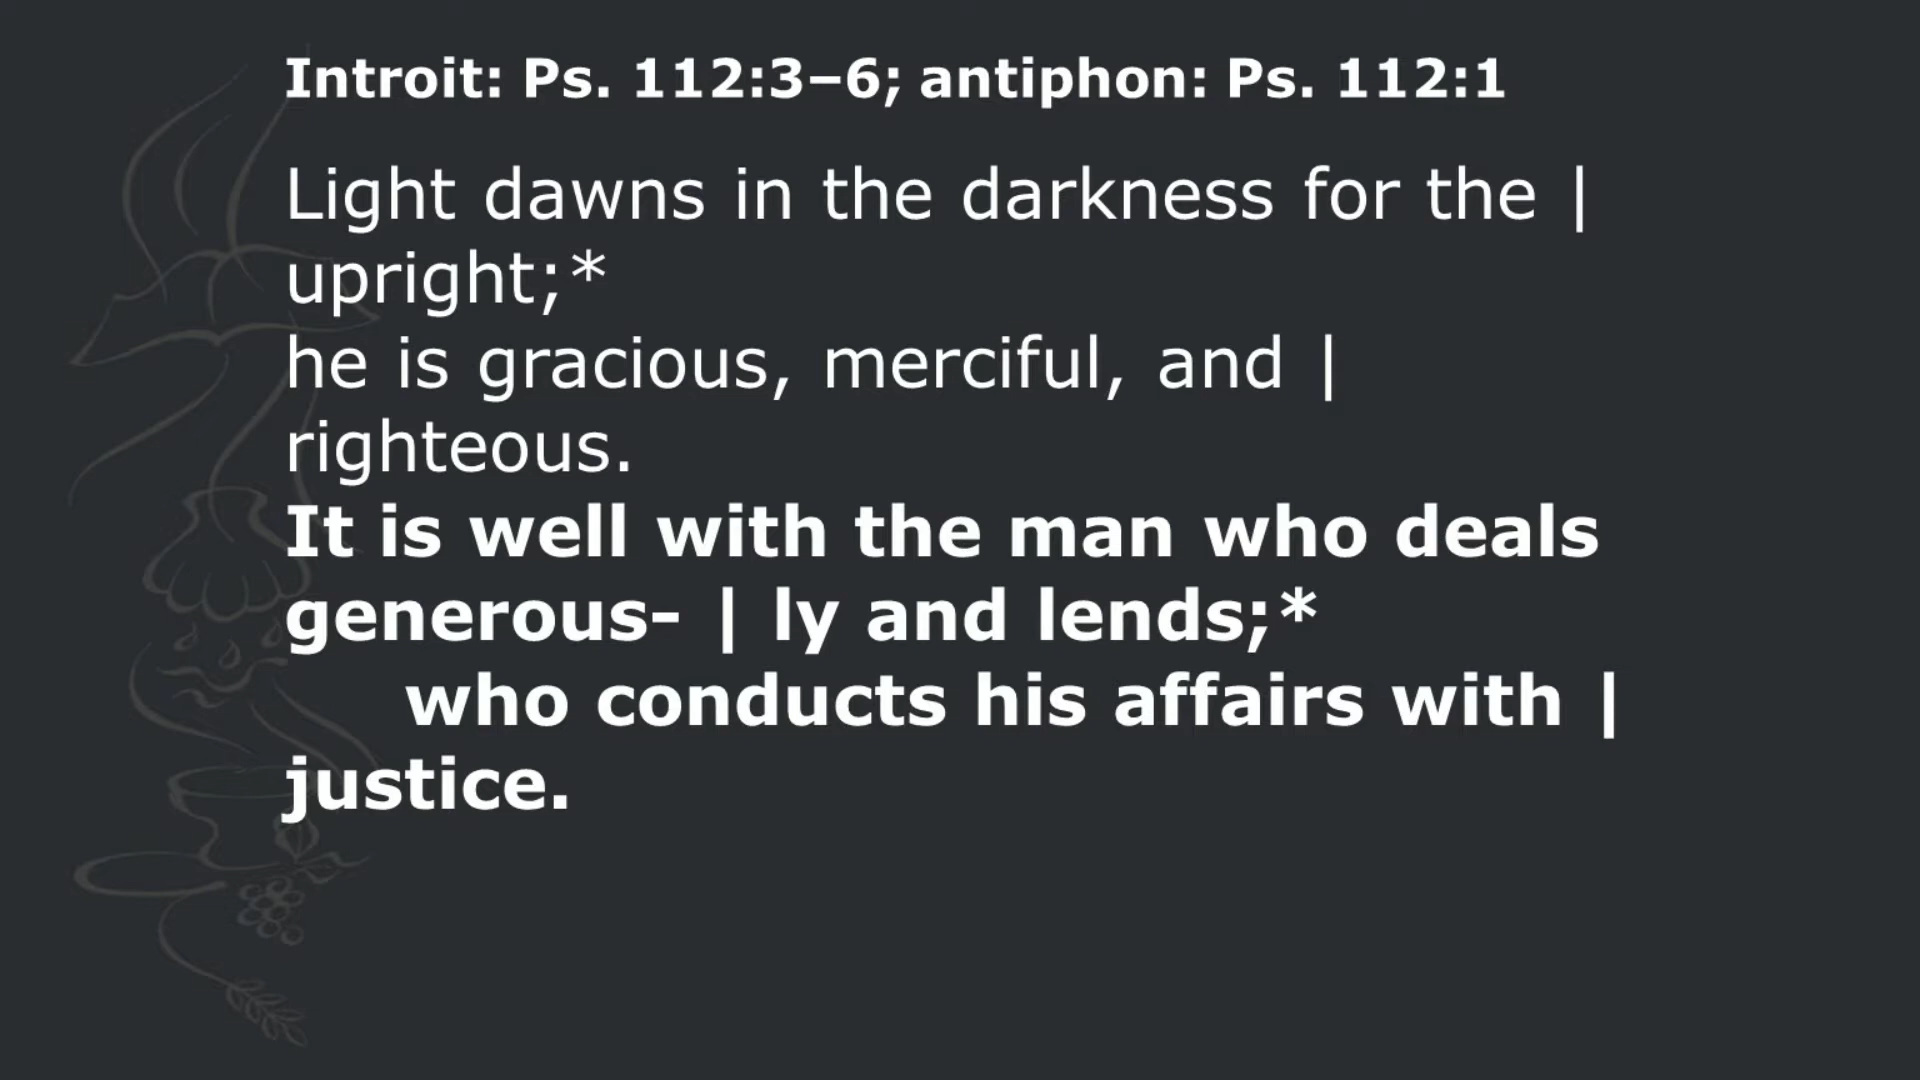 Introit: Ps. 112:3–6; antiphon: Ps. 112:1
Light dawns in the darkness for the |
upright;*
he is gracious, merciful, and |
righteous.
It is well with the man who deals
generous- | ly and lends;*
who conducts his affairs with |
justice.